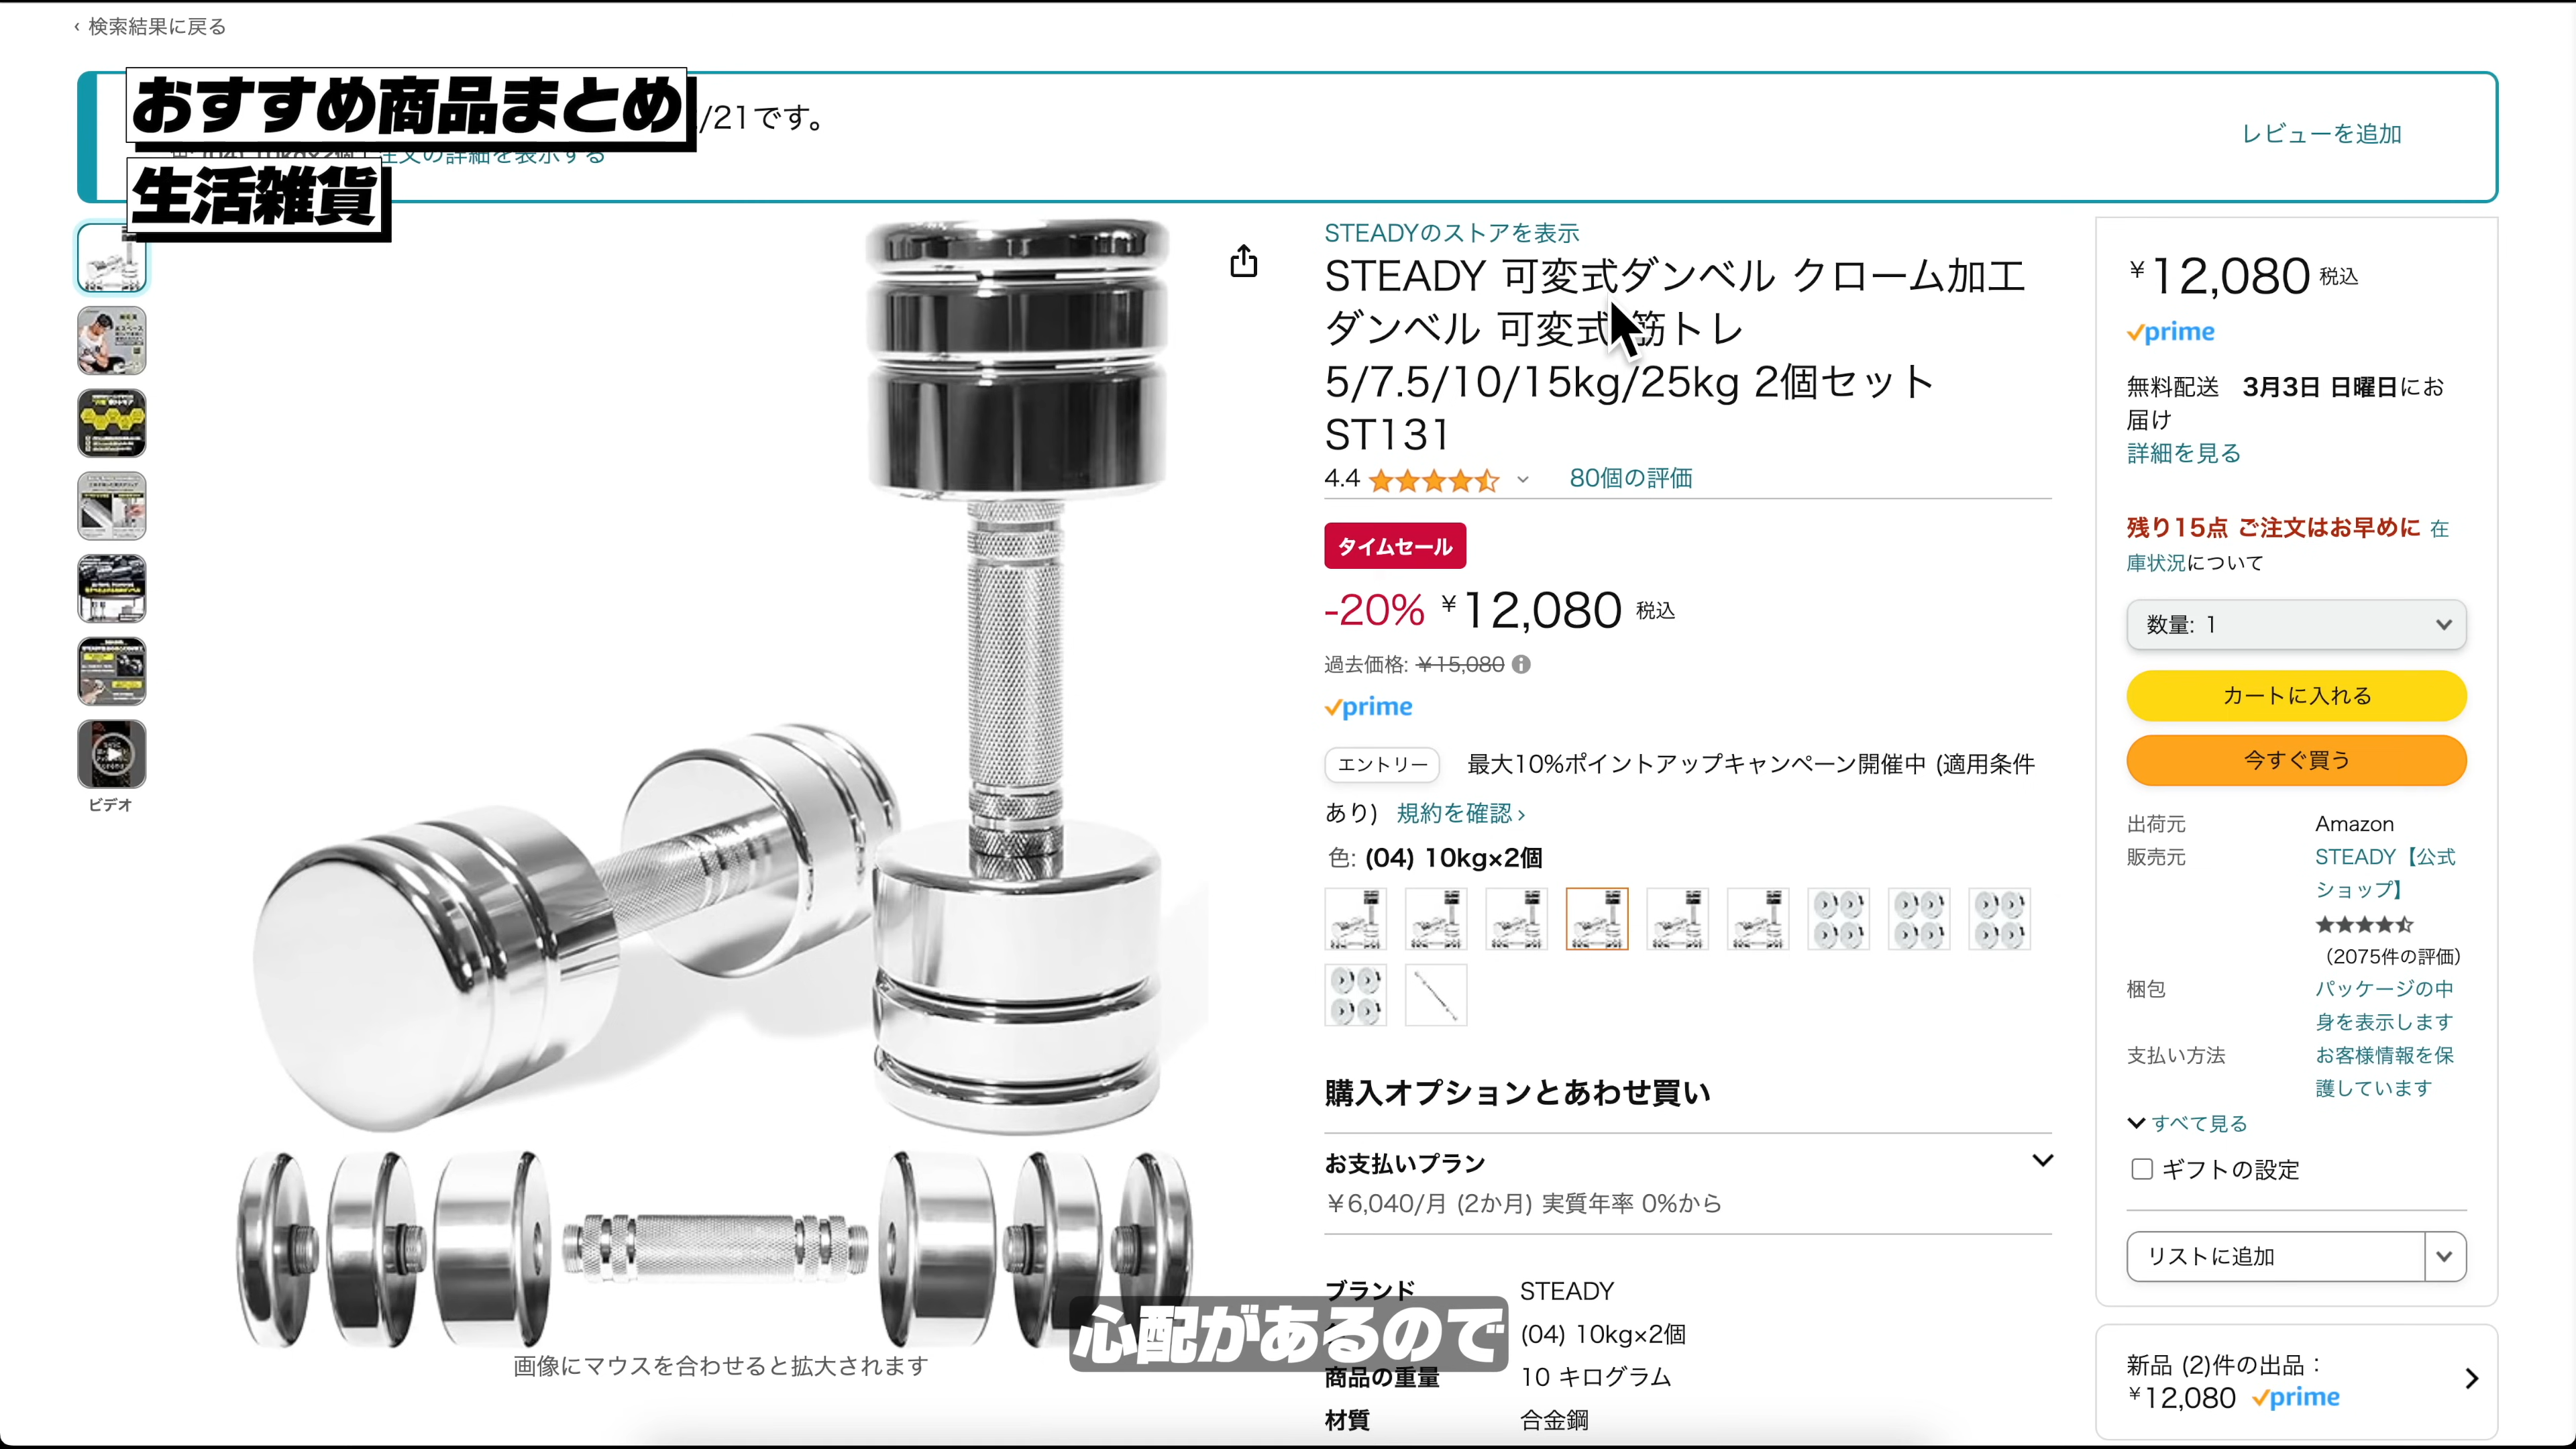 ‹ 検索結果に戻る
おすすめ商品まとめ
/21です。
生活雑貨
注文の詳細を表示する
レビューを追加
ビデオ
画像にマウスを合わせると拡大されます
STEADYのストアを表示
STEADY 可変式ダンベル クローム加工
ダンベル 可変式 筋トレ
5/7.5/10/15kg/25kg 2個セット
ST131
4.4 80個の評価
タイムセール
-20% ¥12,080 税込
過去価格: ¥15,080
prime
エントリー 最大10%ポイントアップキャンペーン開催中 (適用条件
あり) 規約を確認 ›
色: (04) 10kg×2個
購入オプションとあわせ買い
お支払いプラン
¥6,040/月 (2か月) 実質年率 0%から
ブランド STEADY
(04) 10kg×2個
心配があるので
商品の重量 10 キログラム
材質 合金鋼
¥12,080 税込
prime
無料配送 3月3日 日曜日にお
届け
詳細を見る
残り15点 ご注文はお早めに 在
庫状況について
数量: 1
カートに入れる
今すぐ買う
出荷元 Amazon
販売元 STEADY【公式
ショップ】
(2075件の評価)
梱包 パッケージの中
身を表示します
支払い方法 お客様情報を保
護しています
すべて見る
ギフトの設定
リストに追加
新品 (2)件の出品：
¥12,080 prime